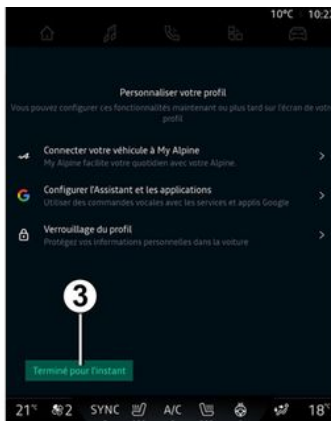 10°C 10:22
Personnaliser votre profil
Vous pouvez configurer ces fonctionnalités maintenant ou plus tard sur l'écran de votre
profil
Connecter votre véhicule à My Alpine
My Alpine facilite votre quotidien avec votre Alpine.
Configurer l'Assistant et les applications
Utiliser des commandes vocales avec les services et applis Google
Verrouillage du profil
Protégez vos informations personnelles dans la voiture
3
Terminé pour l'instant
21°C 2 SYNC A/C 18°C